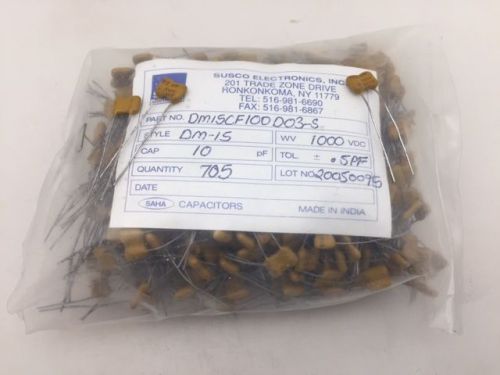 SUSCO ELECTRONICS, INC
201 TRADE ZONE DRIVE
RONKONKOMA, NY 11779
TEL: 516-981-6690
FAX: 516-981-6867
PART NO. DM15CF100D03-S
STYLE DM-15 WV 1000 VDC
CAP 10 pF TOL ± .5PF
QUANTITY 705 LOT NO. 20050095
DATE
SAHA CAPACITORS MADE IN INDIA